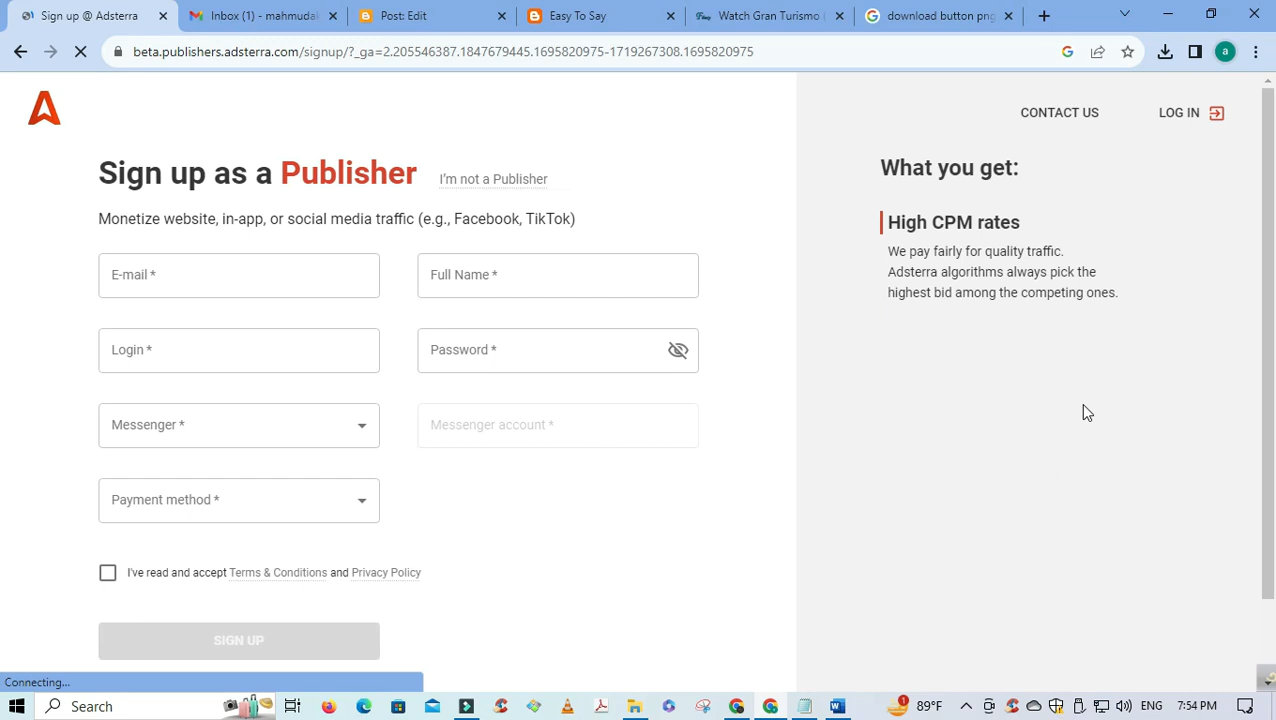 Sign up @ Adsterra
Inbox (1) - mahmudak
Post Edit
Easy To Say
Watch Gran Turismo
download button png
beta.publishers.adsterra.com/signup/?_ga=2.205546387.1847679445.1695820975-1719267308.1695820975
a
CONTACT US
LOG IN
Sign up as a Publisher
I'm not a Publisher
What you get:
Monetize website, in-app, or social media traffic (e.g., Facebook, TikTok)
High CPM rates
We pay fairly for quality traffic.
Adsterra algorithms always pick the
highest bid among the competing ones.
E-mail *
Full Name *
Login *
Password *
Messenger *
Messenger account *
Payment method *
I've read and accept Terms & Conditions and Privacy Policy
SIGN UP
Connecting...
Search
1
89°F
ENG
7:54 PM